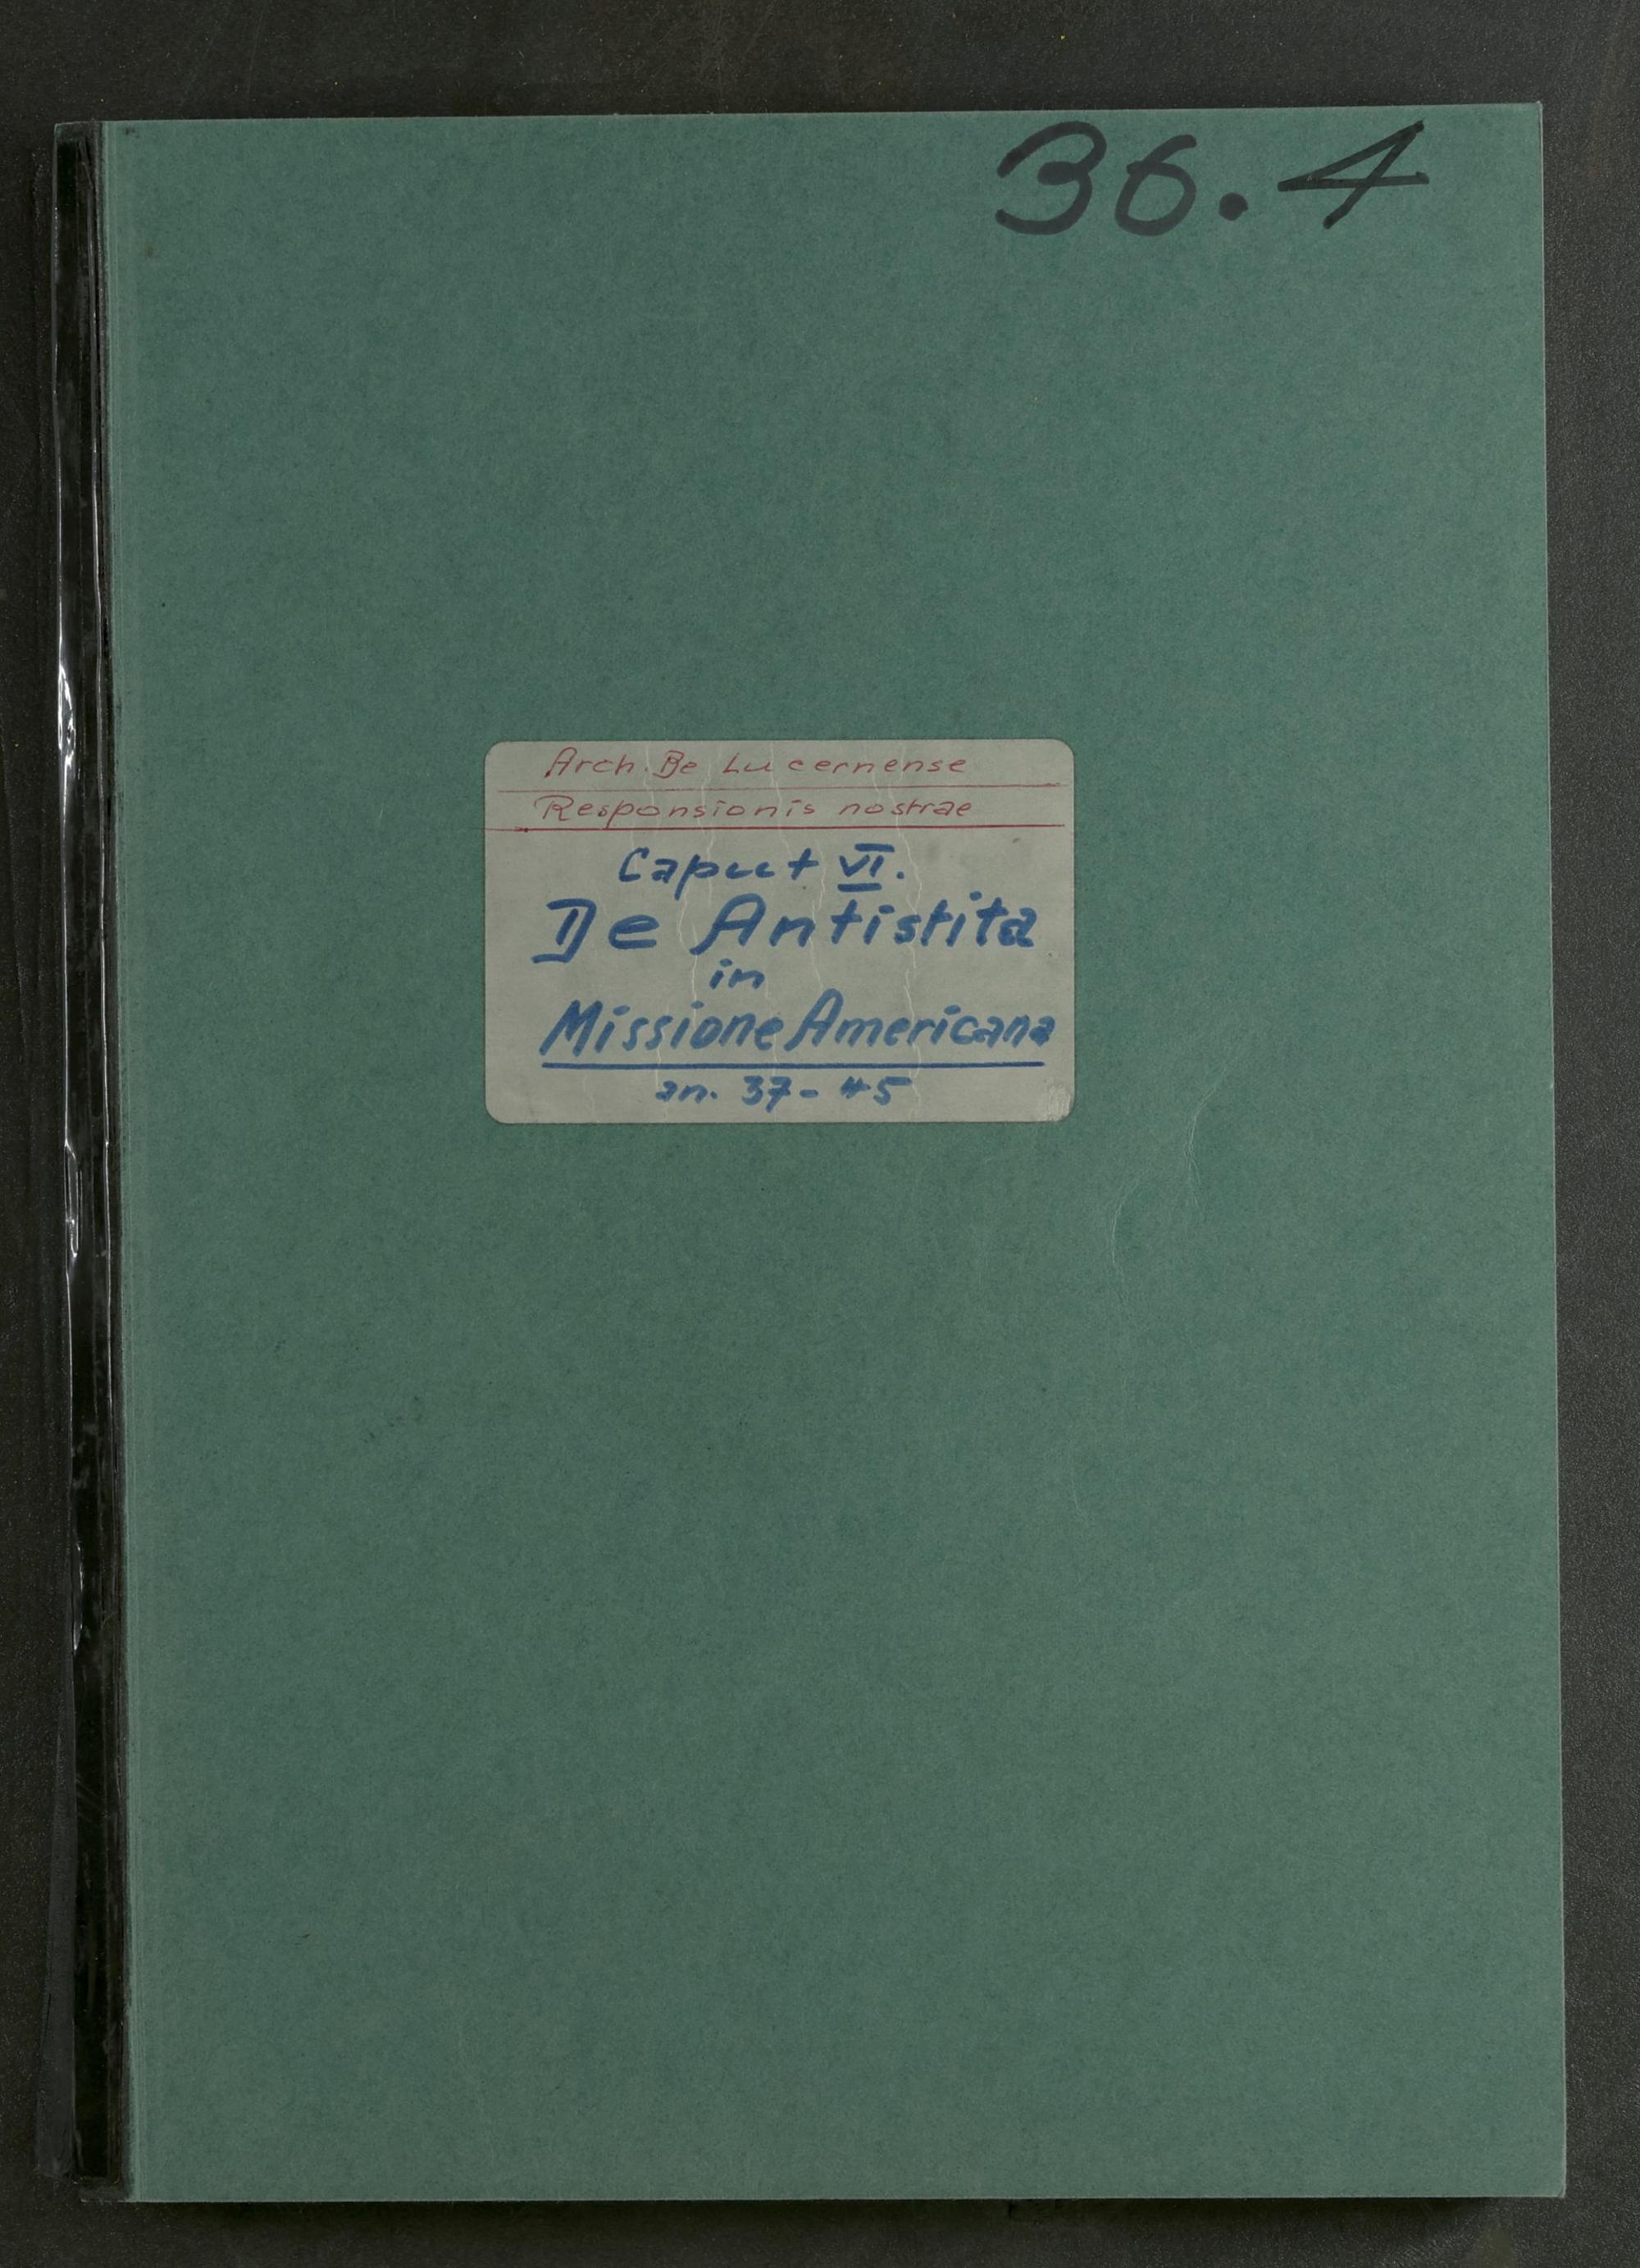 36.4
Arch. Be Lucernense
Responsionis nostrae
Caput VI.
De Antistita
in
Missione Americana
an. 37-45